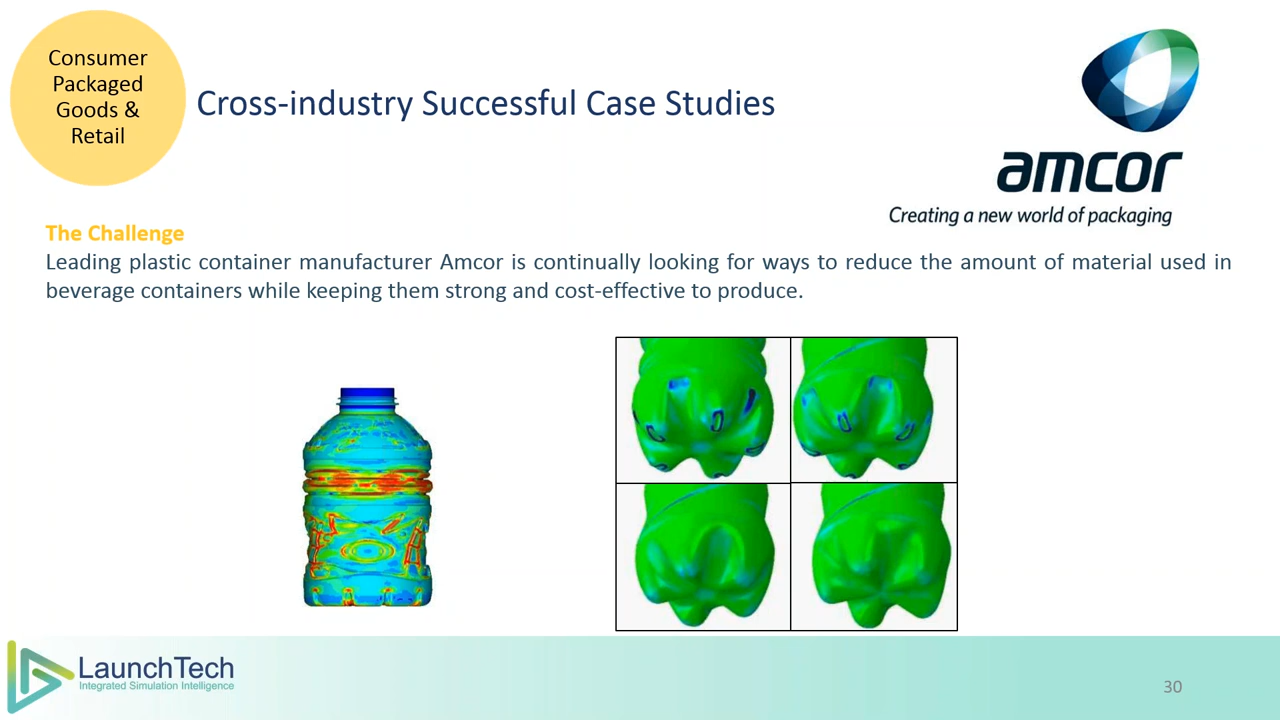 Consumer
Packaged
Goods &
Retail
Cross-industry Successful Case Studies
amcor
Creating a new world of packaging
The Challenge
Leading plastic container manufacturer Amcor is continually looking for ways to reduce the amount of material used in
beverage containers while keeping them strong and cost-effective to produce.
LaunchTech
Integrated Simulation Intelligence
30